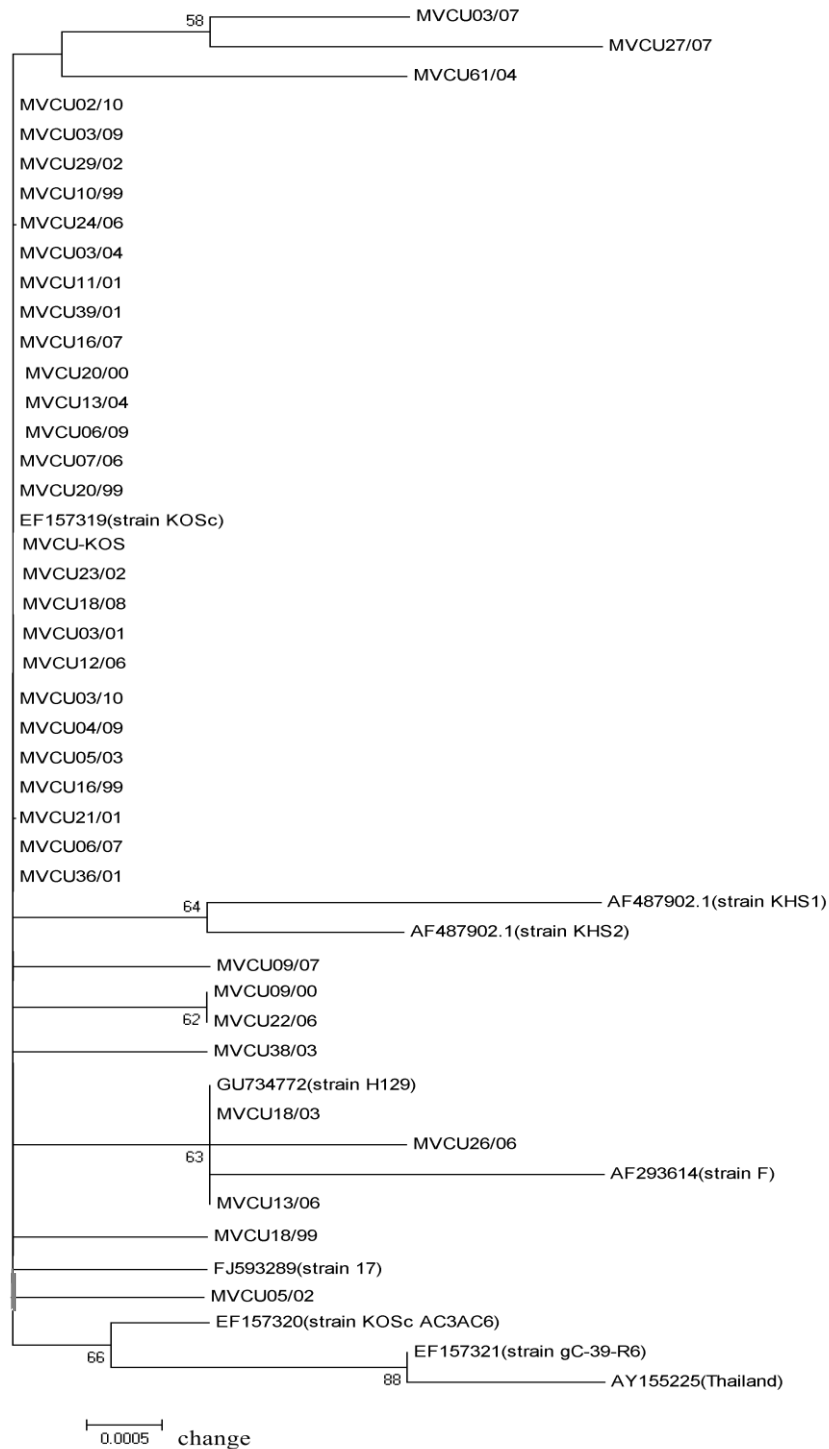 MVCU03/07
58
MVCU27/07
MVCU61/04
MVCU02/10
MVCU03/09
MVCU29/02
MVCU10/99
MVCU24/06
MVCU03/04
MVCU11/01
MVCU39/01
MVCU16/07
MVCU20/00
MVCU13/04
MVCU06/09
MVCU07/06
MVCU20/99
EF157319(strain KOSc)
MVCU-KOS
MVCU23/02
MVCU18/08
MVCU03/01
MVCU12/06
MVCU03/10
MVCU04/09
MVCU05/03
MVCU16/99
MVCU21/01
MVCU06/07
MVCU36/01
AF487902.1(strain KHS1)
64
AF487902.1(strain KHS2)
MVCU09/07
MVCU09/00
62
MVCU22/06
MVCU38/03
GU734772(strain H129)
MVCU18/03
MVCU26/06
63
AF293614(strain F)
MVCU13/06
MVCU18/99
FJ593289(strain 17)
MVCU05/02
EF157320(strain KOSc AC3AC6)
66
EF157321(strain gC-39-R6)
88
AY155225(Thailand)
0.0005 change